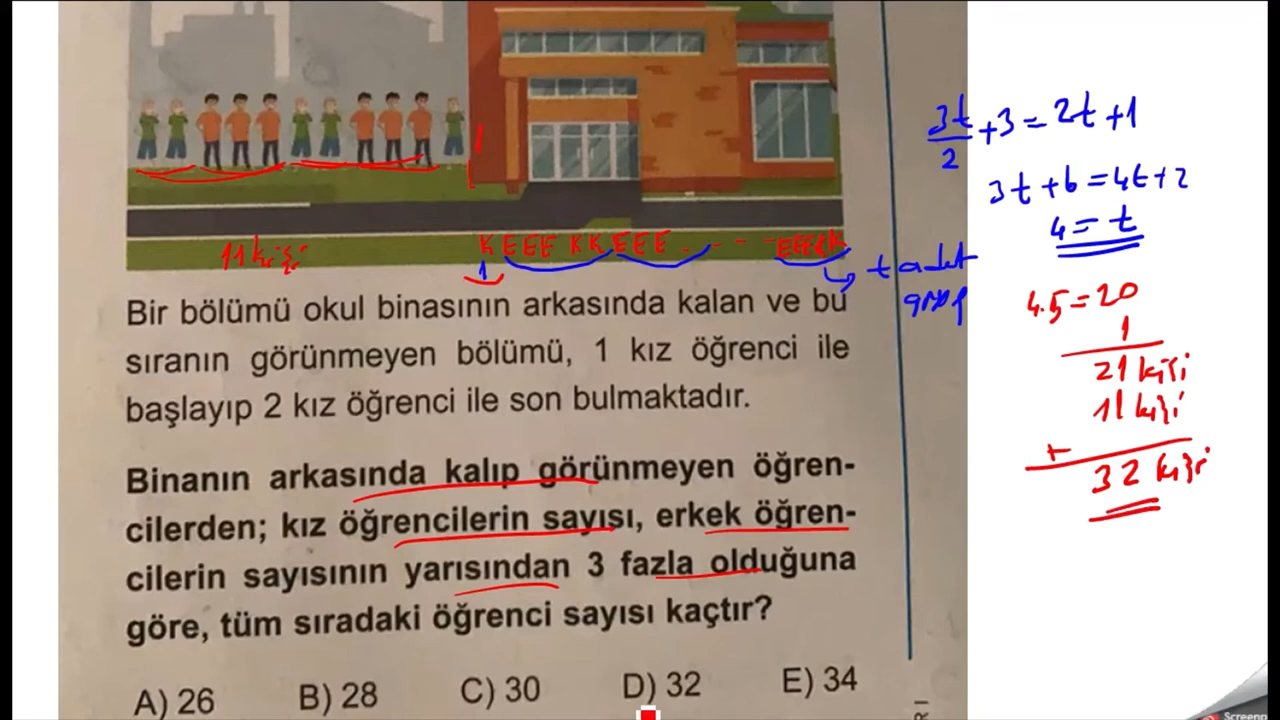 11 kişi
K EEE KK EEE . - - - EEEKK
1
t adet
grup
Bir bölümü okul binasının arkasında kalan ve bu
sıranın görünmeyen bölümü, 1 kız öğrenci ile
başlayıp 2 kız öğrenci ile son bulmaktadır.
Binanın arkasında kalıp görünmeyen öğren-
cilerden; kız öğrencilerin sayısı, erkek öğren-
cilerin sayısının yarısından 3 fazla olduğuna
göre, tüm sıradaki öğrenci sayısı kaçtır?
A) 26 B) 28 C) 30 D) 32 E) 34
3t/2 + 3 = 2t + 1
3t + 6 = 4t + 2
4 = t
4.5 = 20
1
21 kişi
11 kişi
+
32 kişi